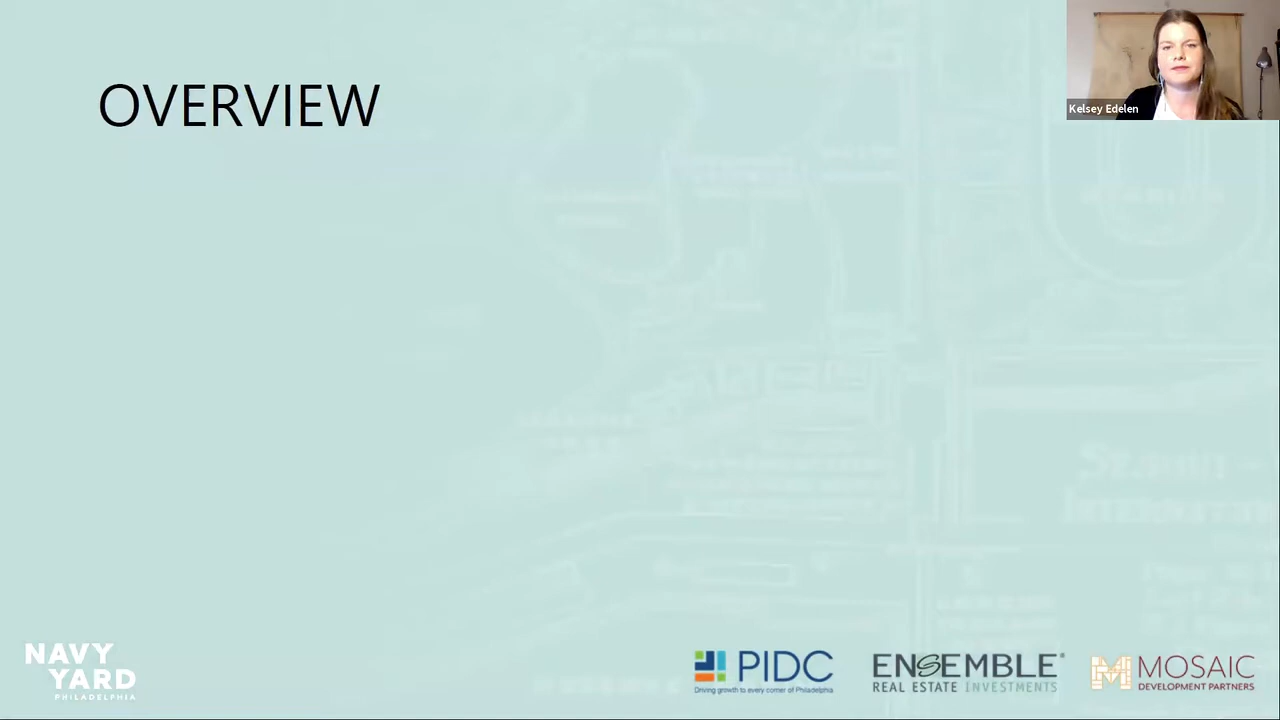 OVERVIEW
Kelsey Edelen
NAVY
YARD
PHILADELPHIA
PIDC
Driving growth to every corner of Philadelphia
ENSEMBLE
REAL ESTATE INVESTMENTS
MOSAIC
DEVELOPMENT PARTNERS